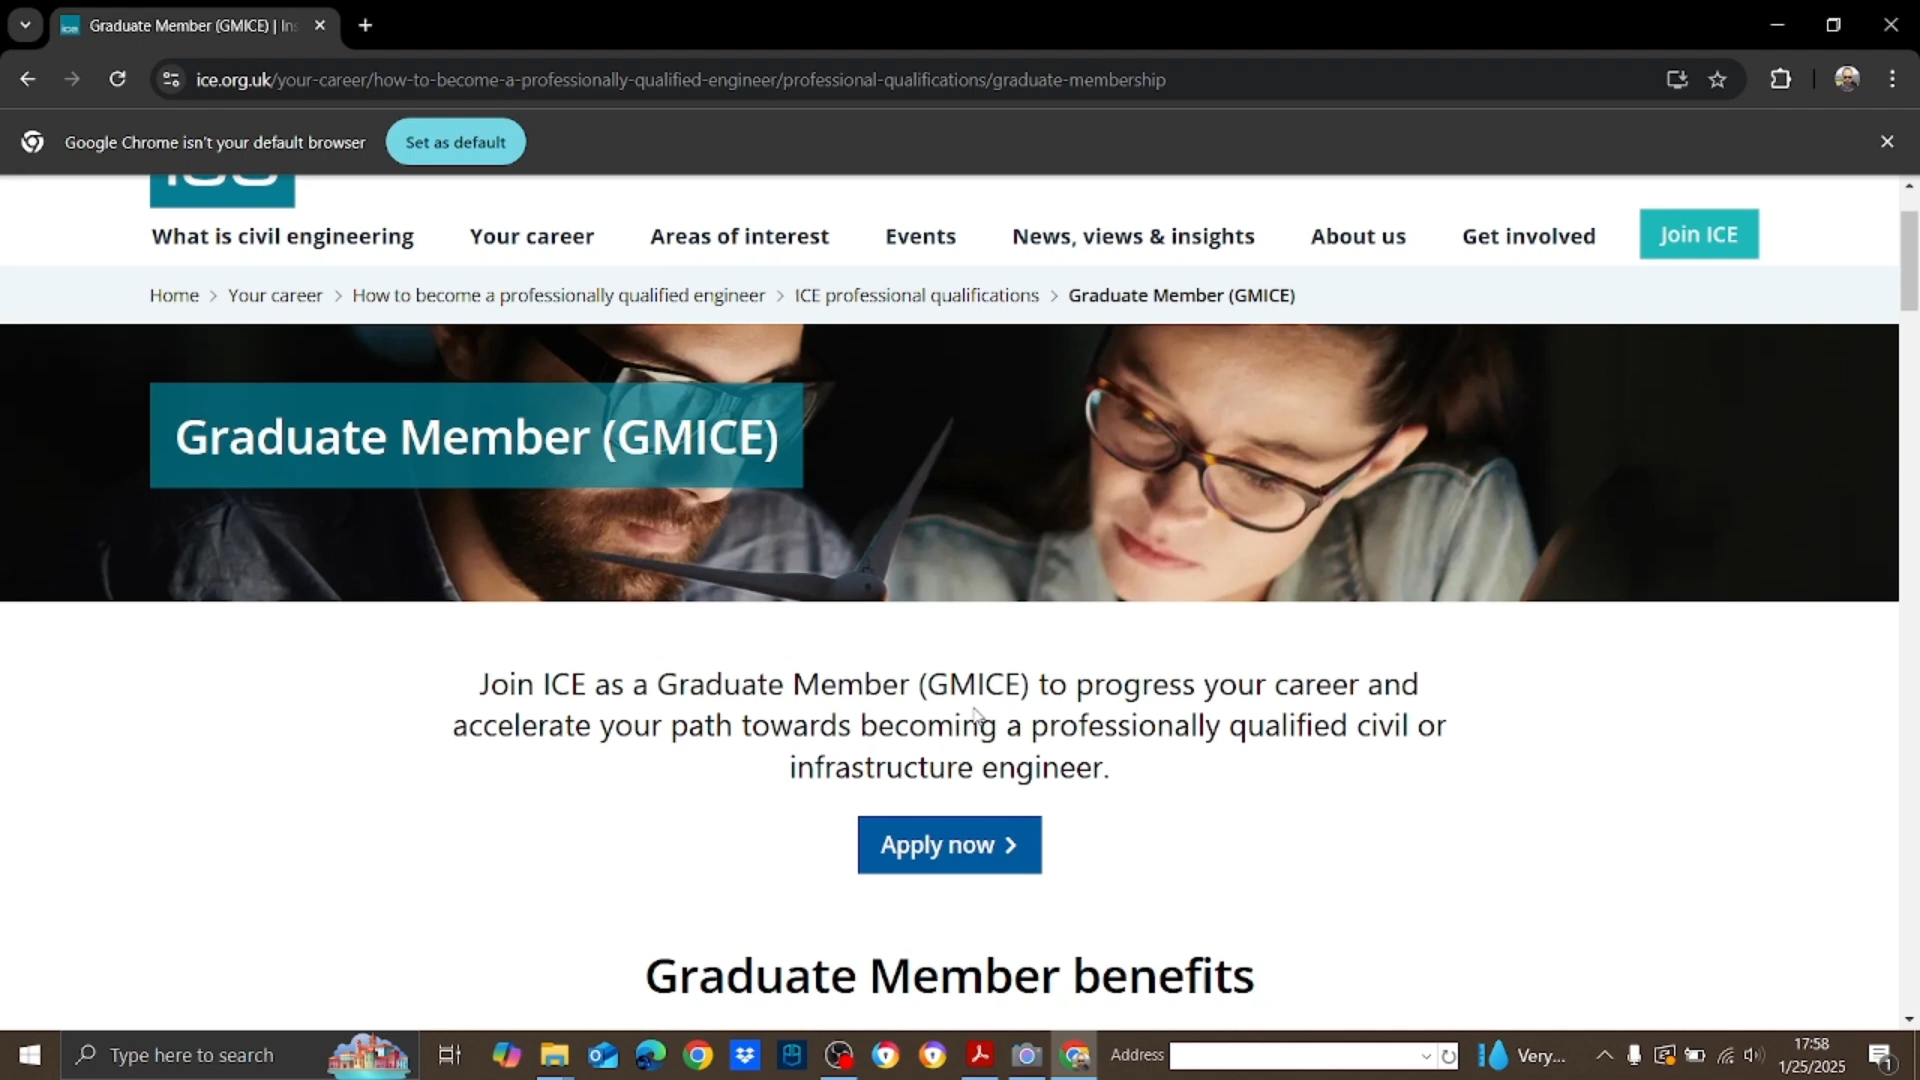 Graduate Member (GMICE) | Ins
ice.org.uk/your-career/how-to-become-a-professionally-qualified-engineer/professional-qualifications/graduate-membership
Google Chrome isn't your default browser
Set as default
What is civil engineering
Your career
Areas of interest
Events
News, views & insights
About us
Get involved
Join ICE
Home > Your career > How to become a professionally qualified engineer > ICE professional qualifications > Graduate Member (GMICE)
Graduate Member (GMICE)
Join ICE as a Graduate Member (GMICE) to progress your career and
accelerate your path towards becoming a professionally qualified civil or
infrastructure engineer.
Apply now >
Graduate Member benefits
Type here to search
Address
Very...
17:58
1/25/2025
1